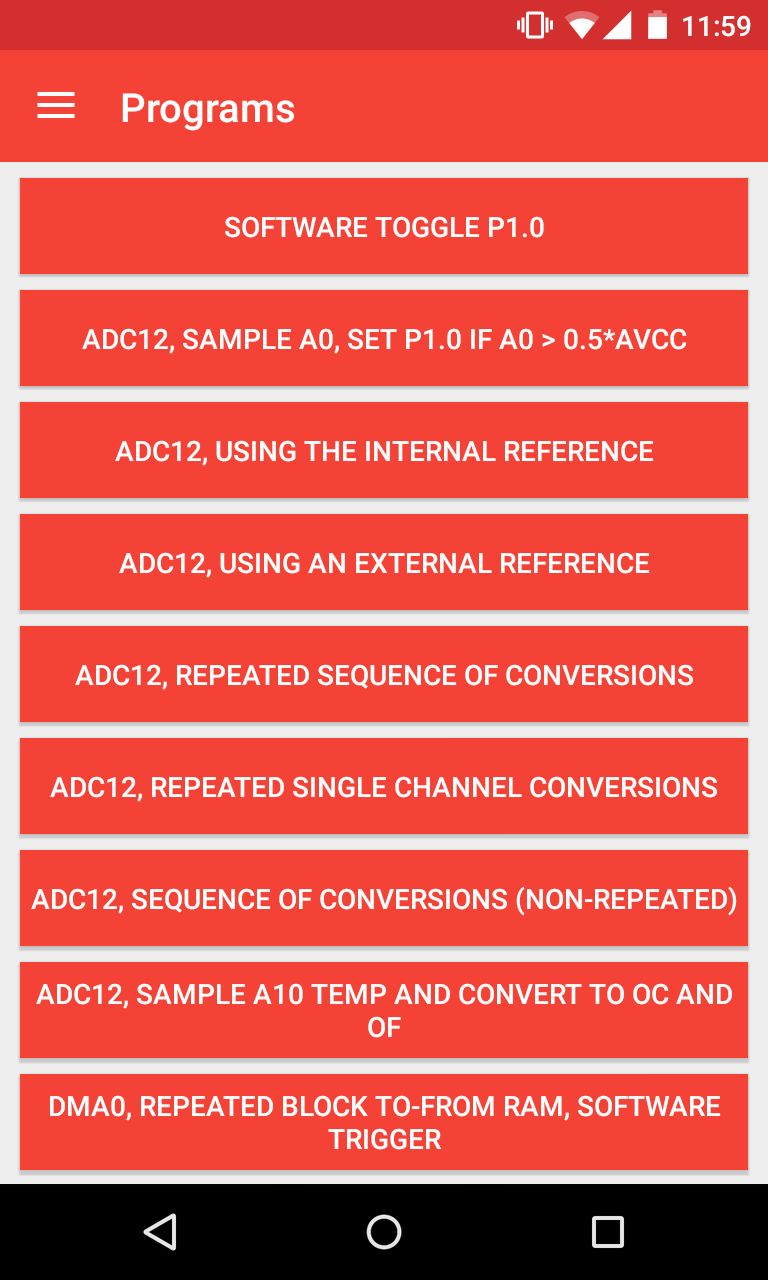 11:59
Programs
SOFTWARE TOGGLE P1.0
ADC12, SAMPLE A0, SET P1.0 IF A0 > 0.5*AVCC
ADC12, USING THE INTERNAL REFERENCE
ADC12, USING AN EXTERNAL REFERENCE
ADC12, REPEATED SEQUENCE OF CONVERSIONS
ADC12, REPEATED SINGLE CHANNEL CONVERSIONS
ADC12, SEQUENCE OF CONVERSIONS (NON-REPEATED)
ADC12, SAMPLE A10 TEMP AND CONVERT TO OC AND
OF
DMA0, REPEATED BLOCK TO-FROM RAM, SOFTWARE
TRIGGER